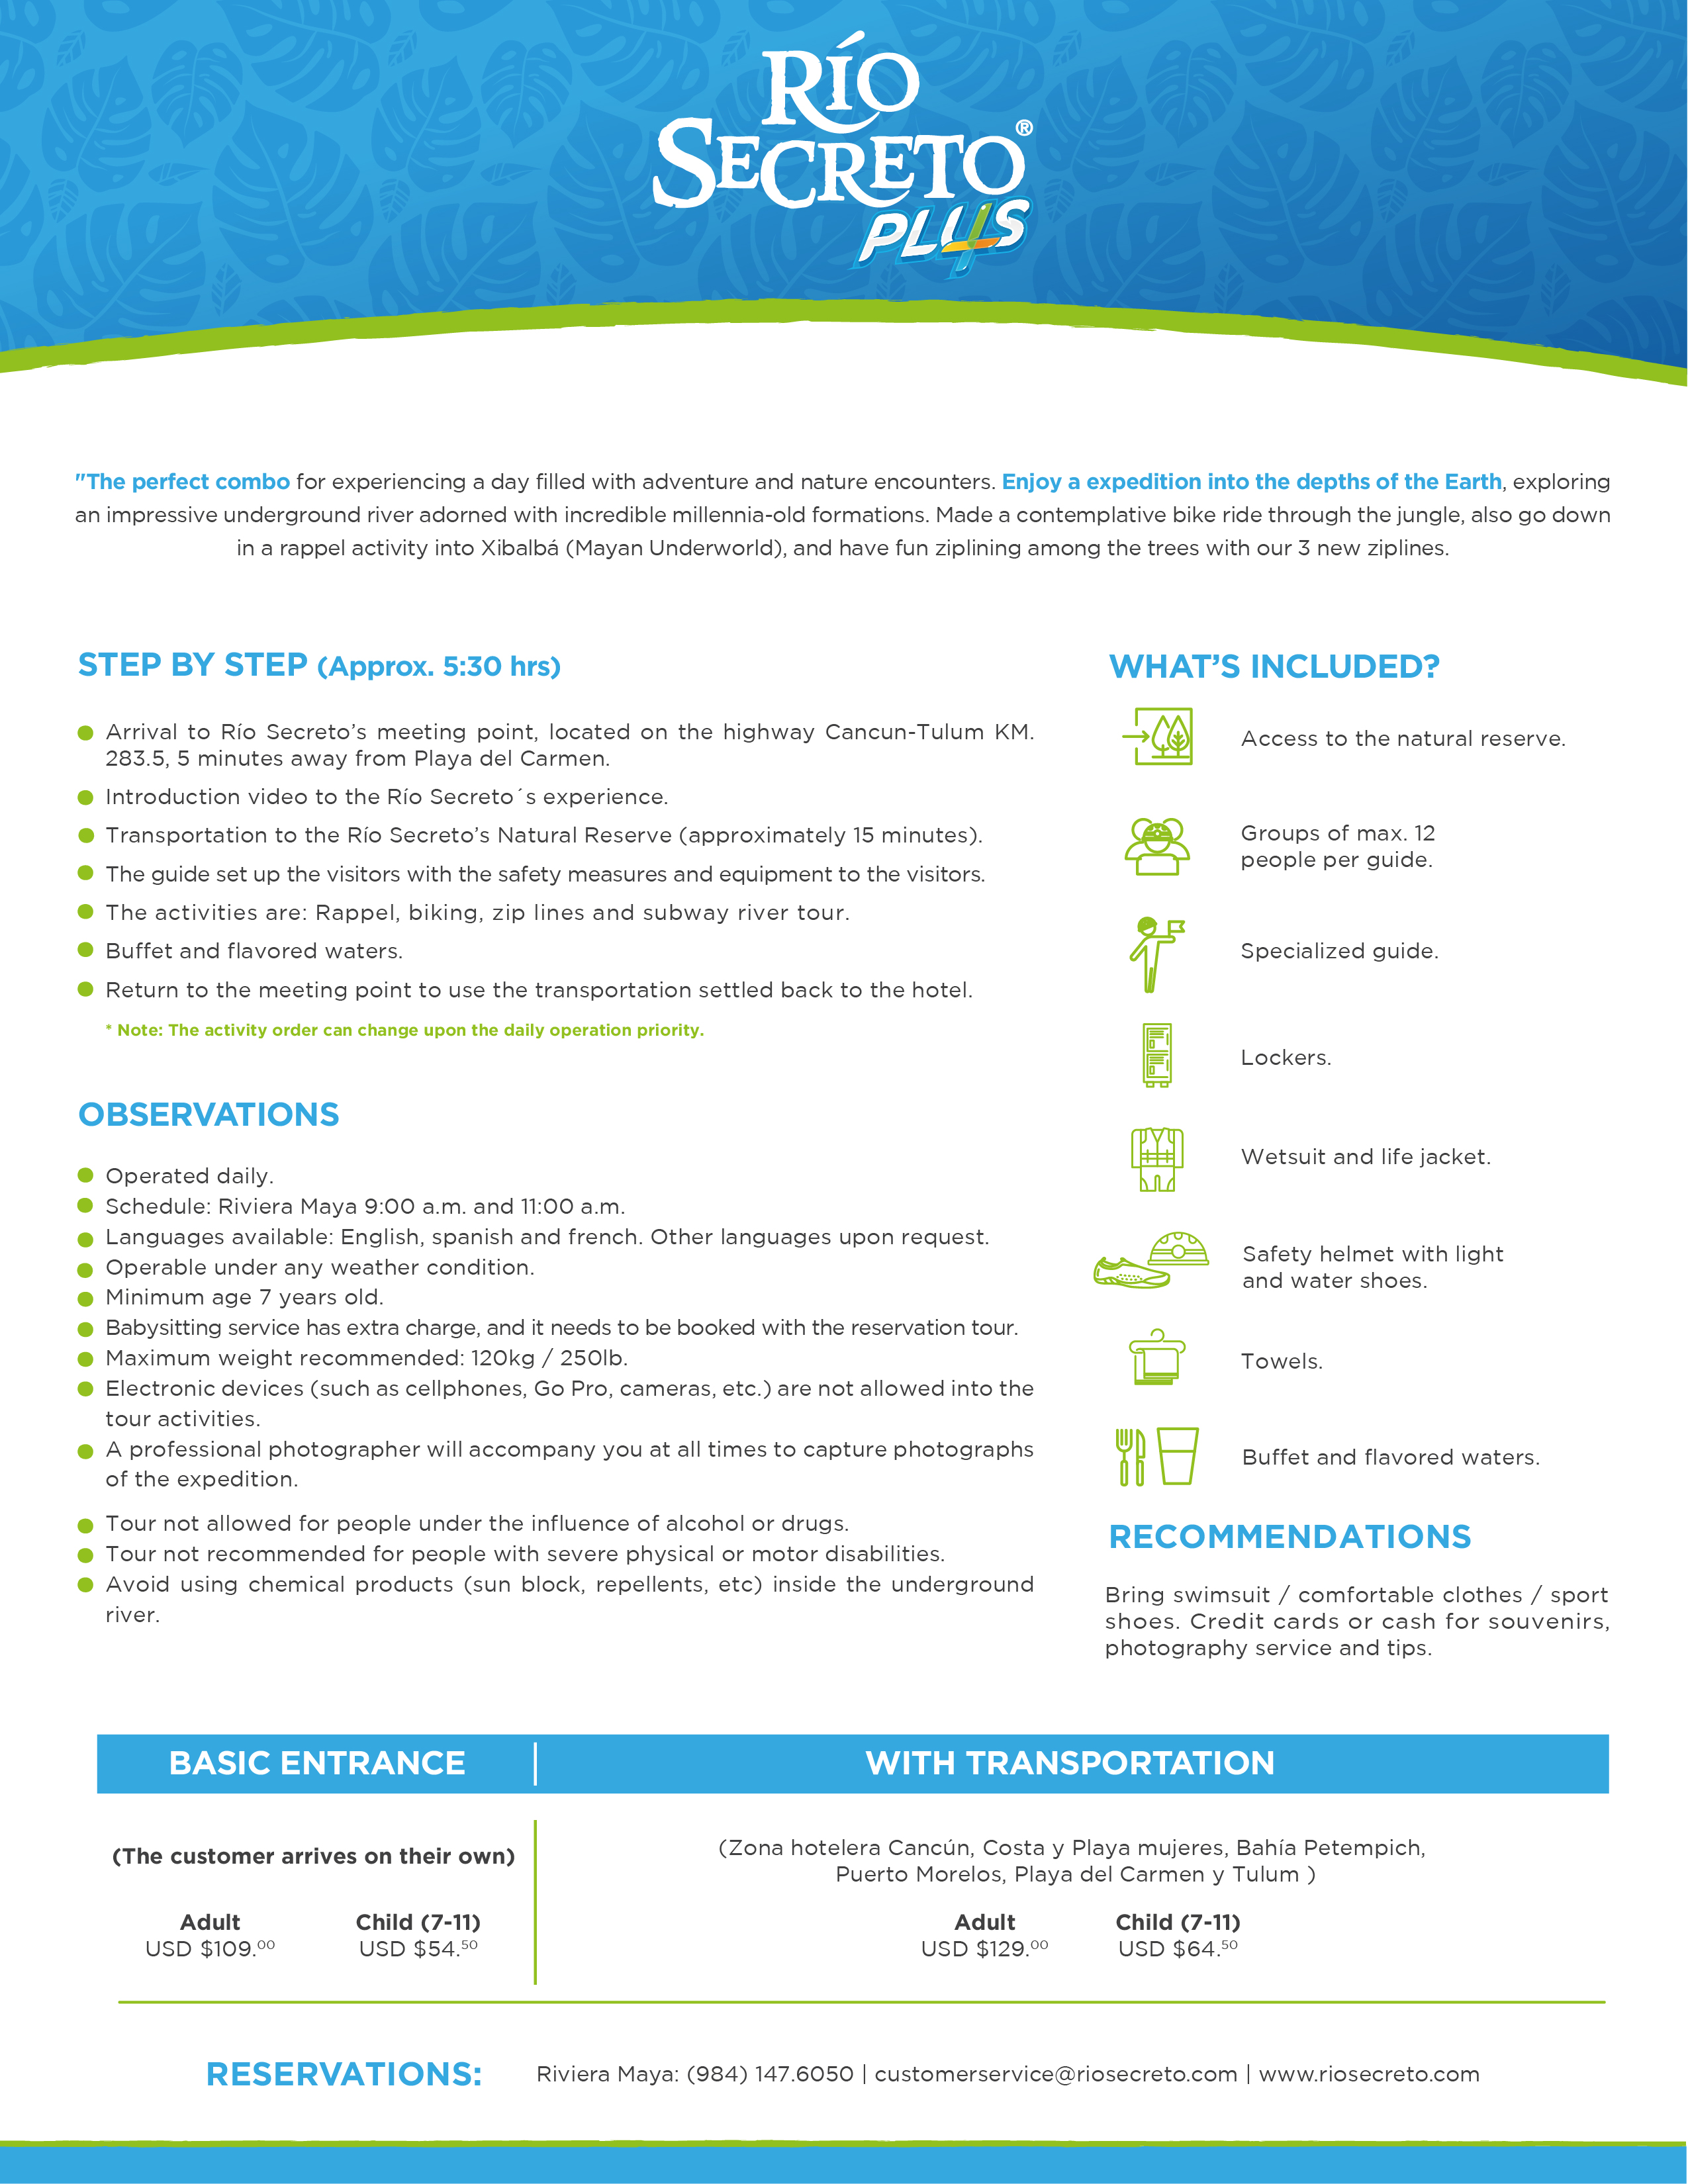 RÍO
SECRETO®
PLUS
"The perfect combo for experiencing a day filled with adventure and nature encounters. Enjoy a expedition into the depths of the Earth, exploring
an impressive underground river adorned with incredible millennia-old formations. Made a contemplative bike ride through the jungle, also go down
in a rappel activity into Xibalbá (Mayan Underworld), and have fun ziplining among the trees with our 3 new ziplines.
STEP BY STEP (Approx. 5:30 hrs)
Arrival to Río Secreto’s meeting point, located on the highway Cancun-Tulum KM.
283.5, 5 minutes away from Playa del Carmen.
Introduction video to the Río Secreto´s experience.
Transportation to the Río Secreto’s Natural Reserve (approximately 15 minutes).
The guide set up the visitors with the safety measures and equipment to the visitors.
The activities are: Rappel, biking, zip lines and subway river tour.
Buffet and flavored waters.
Return to the meeting point to use the transportation settled back to the hotel.
* Note: The activity order can change upon the daily operation priority.
OBSERVATIONS
Operated daily.
Schedule: Riviera Maya 9:00 a.m. and 11:00 a.m.
Languages available: English, spanish and french. Other languages upon request.
Operable under any weather condition.
Minimum age 7 years old.
Babysitting service has extra charge, and it needs to be booked with the reservation tour.
Maximum weight recommended: 120kg / 250lb.
Electronic devices (such as cellphones, Go Pro, cameras, etc.) are not allowed into the
tour activities.
A professional photographer will accompany you at all times to capture photographs
of the expedition.
Tour not allowed for people under the influence of alcohol or drugs.
Tour not recommended for people with severe physical or motor disabilities.
Avoid using chemical products (sun block, repellents, etc) inside the underground
river.
WHAT’S INCLUDED?
Access to the natural reserve.
Groups of max. 12
people per guide.
Specialized guide.
Lockers.
Wetsuit and life jacket.
Safety helmet with light
and water shoes.
Towels.
Buffet and flavored waters.
RECOMMENDATIONS
Bring swimsuit / comfortable clothes / sport
shoes. Credit cards or cash for souvenirs,
photography service and tips.
BASIC ENTRANCE
(The customer arrives on their own)
Adult Child (7-11)
USD $109.00 USD $54.50
WITH TRANSPORTATION
(Zona hotelera Cancún, Costa y Playa mujeres, Bahía Petempich,
Puerto Morelos, Playa del Carmen y Tulum )
Adult Child (7-11)
USD $129.00 USD $64.50
RESERVATIONS: Riviera Maya: (984) 147.6050 | customerservice@riosecreto.com | www.riosecreto.com